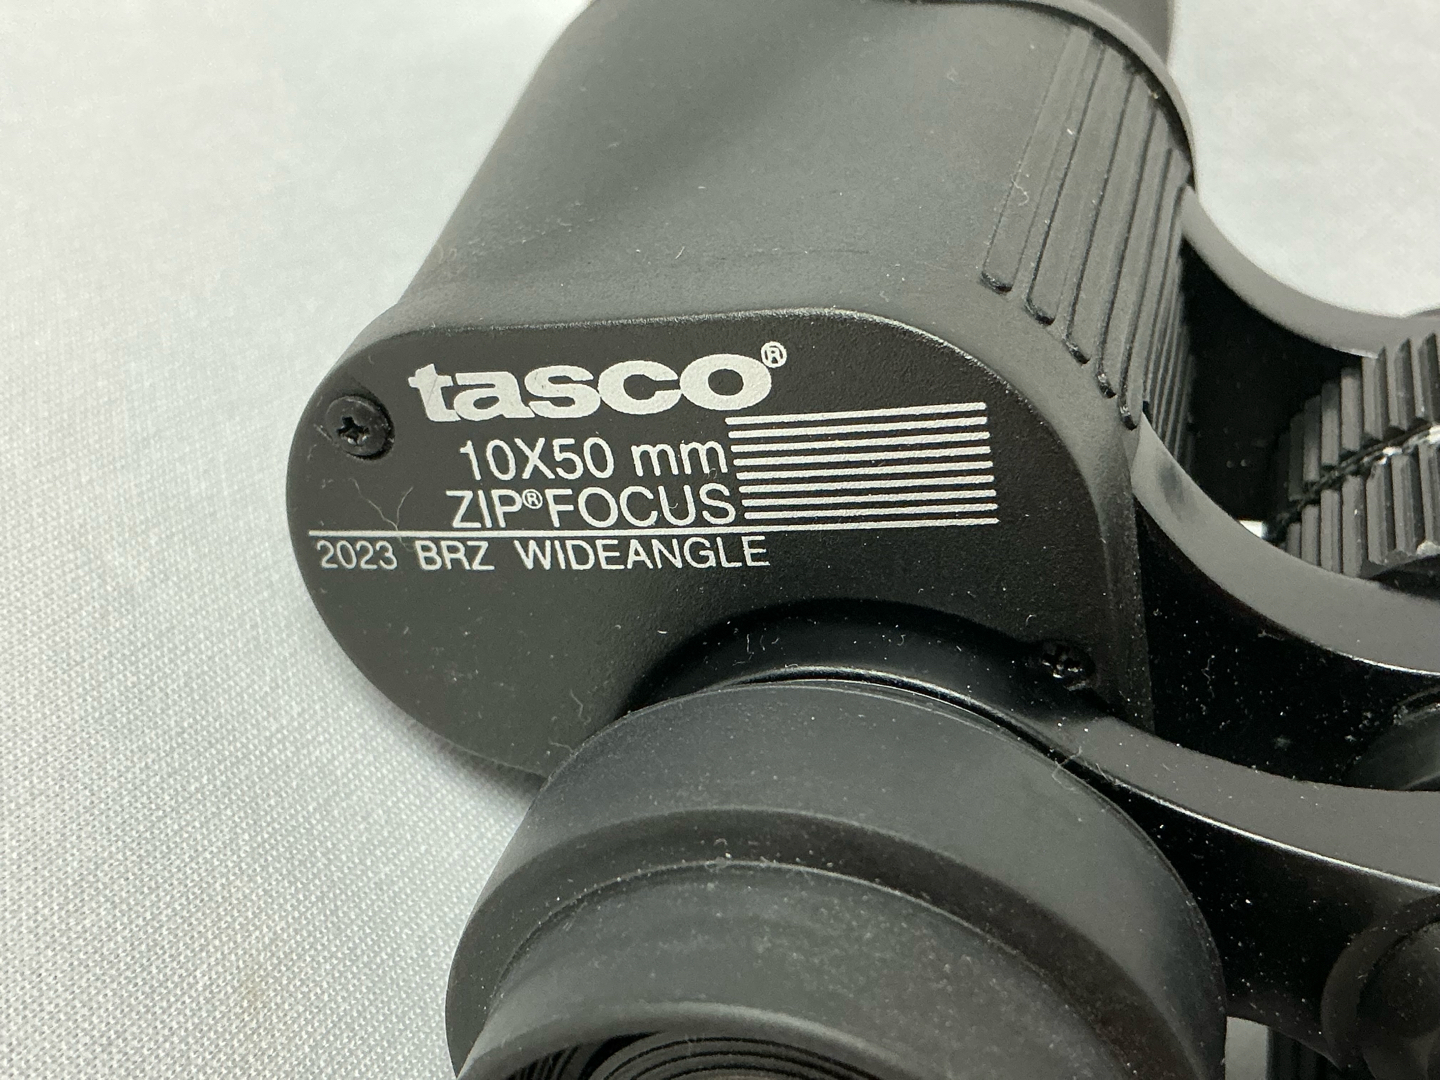 tasco®
10X50 mm
ZIP® FOCUS
2023 BRZ WIDEANGLE